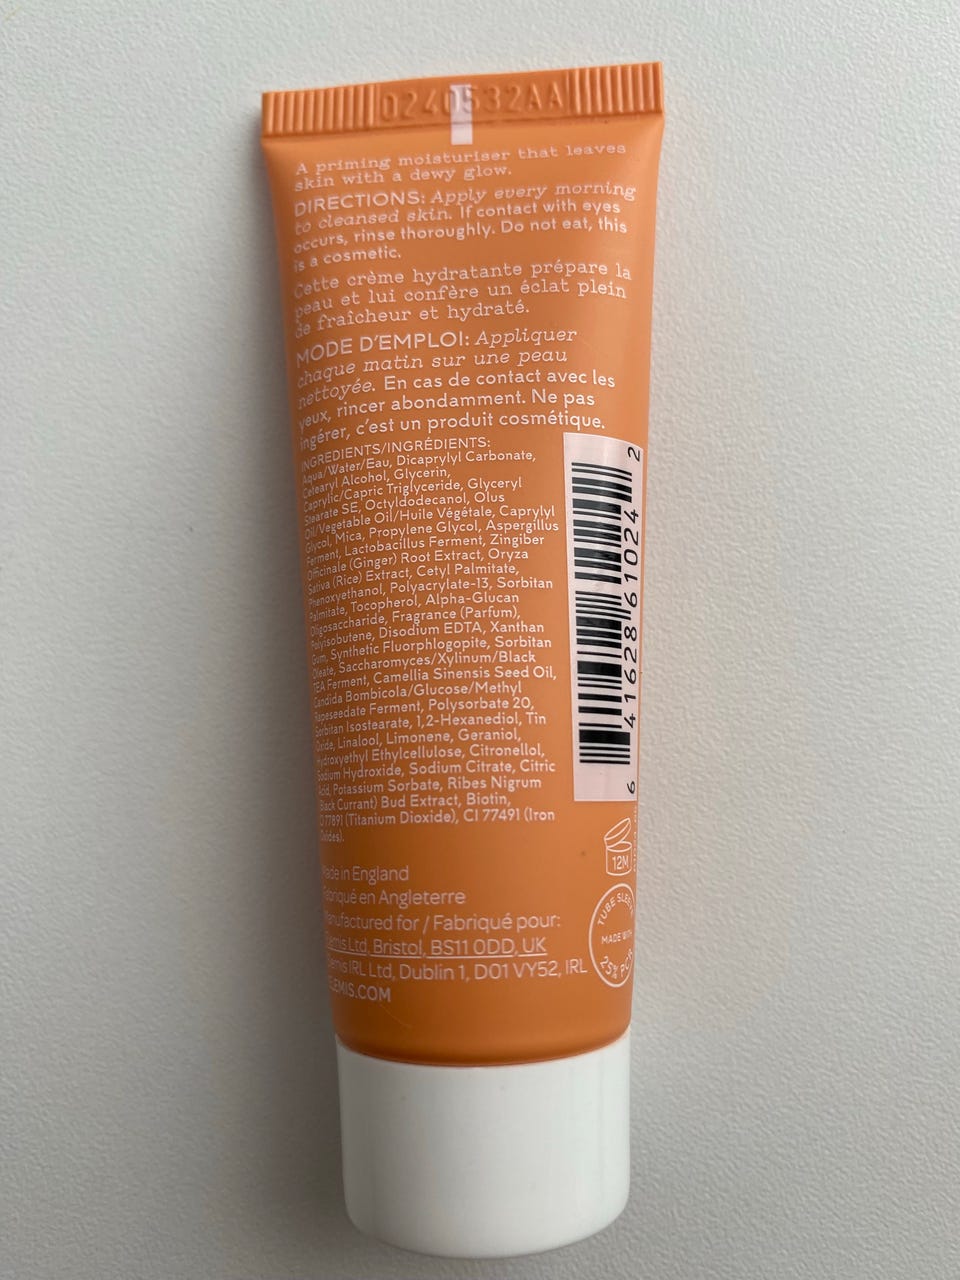 0240532AA
A priming moisturiser that leaves
skin with a dewy glow.
DIRECTIONS: Apply every morning
to cleansed skin. If contact with eyes
occurs, rinse thoroughly. Do not eat, this
is a cosmetic.
Cette crème hydratante prépare la
peau et lui confère un éclat plein
de fraîcheur et hydraté.
MODE D'EMPLOI: Appliquer
chaque matin sur une peau
nettoyée. En cas de contact avec les
yeux, rincer abondamment. Ne pas
ingérer, c'est un produit cosmétique.
INGREDIENTS/INGRÉDIENTS:
Aqua/Water/Eau, Dicaprylyl Carbonate,
Cetearyl Alcohol, Glycerin,
Caprylic/Capric Triglyceride, Glyceryl
Stearate SE, Octyldodecanol, Olus
Oil/Vegetable Oil/Huile Végétale, Caprylyl
Glycol, Mica, Propylene Glycol, Aspergillus
Ferment, Lactobacillus Ferment, Zingiber
Officinale (Ginger) Root Extract, Oryza
Sativa (Rice) Extract, Cetyl Palmitate,
Phenoxyethanol, Polyacrylate-13, Sorbitan
Palmitate, Tocopherol, Alpha-Glucan
Oligosaccharide, Fragrance (Parfum),
Polyisobutene, Disodium EDTA, Xanthan
Gum, Synthetic Fluorphlogopite, Sorbitan
Oleate, Saccharomyces/Xylinum/Black
TEA Ferment, Camellia Sinensis Seed Oil,
Candida Bombicola/Glucose/Methyl
Rapeseedate Ferment, Polysorbate 20,
Sorbitan Isostearate, 1,2-Hexanediol, Tin
Oxide, Linalool, Limonene, Geraniol,
Hydroxyethyl Ethylcellulose, Citronellol,
Sodium Hydroxide, Sodium Citrate, Citric
Acid, Potassium Sorbate, Ribes Nigrum
(Black Currant) Bud Extract, Biotin,
CI 77891 (Titanium Dioxide), CI 77491 (Iron
Oxides).
6 41628 61024 2
12M
TUBE SLEEVE
MADE WITH
25% PCR
Made in England
Fabriqué en Angleterre
Manufactured for / Fabriqué pour:
Elemis Ltd, Bristol, BS11 0DD, UK
Elemis IRL Ltd, Dublin 1, D01 VY52, IRL
ELEMIS.COM